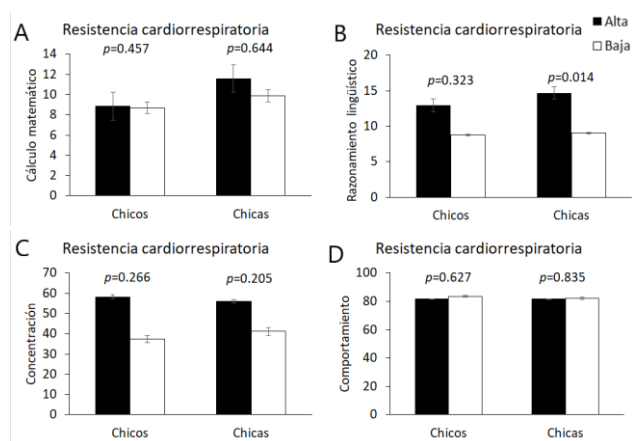 A Resistencia cardiorrespiratoria
p=0.457 p=0.644
Cálculo matemático
14
12
10
8
6
4
2
0
Chicos Chicas
B Resistencia cardiorrespiratoria
Alta
Baja
p=0.323 p=0.014
Razonamiento lingüístico
20
15
10
5
0
Chicos Chicas
C Resistencia cardiorrespiratoria
p=0.266 p=0.205
Concentración
70
60
50
40
30
20
10
0
Chicos Chicas
D Resistencia cardiorrespiratoria
p=0.627 p=0.835
Comportamiento
100
80
60
40
20
0
Chicos Chicas